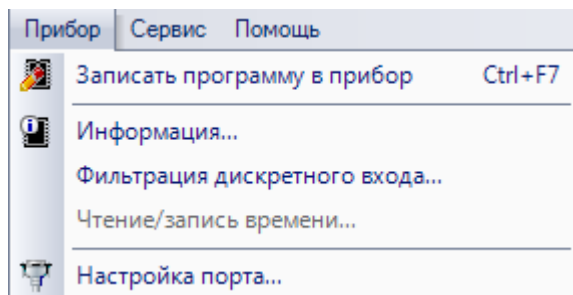 Прибор Сервис Помощь
Записать программу в прибор Ctrl+F7
Информация...
Фильтрация дискретного входа...
Чтение/запись времени...
Настройка порта...